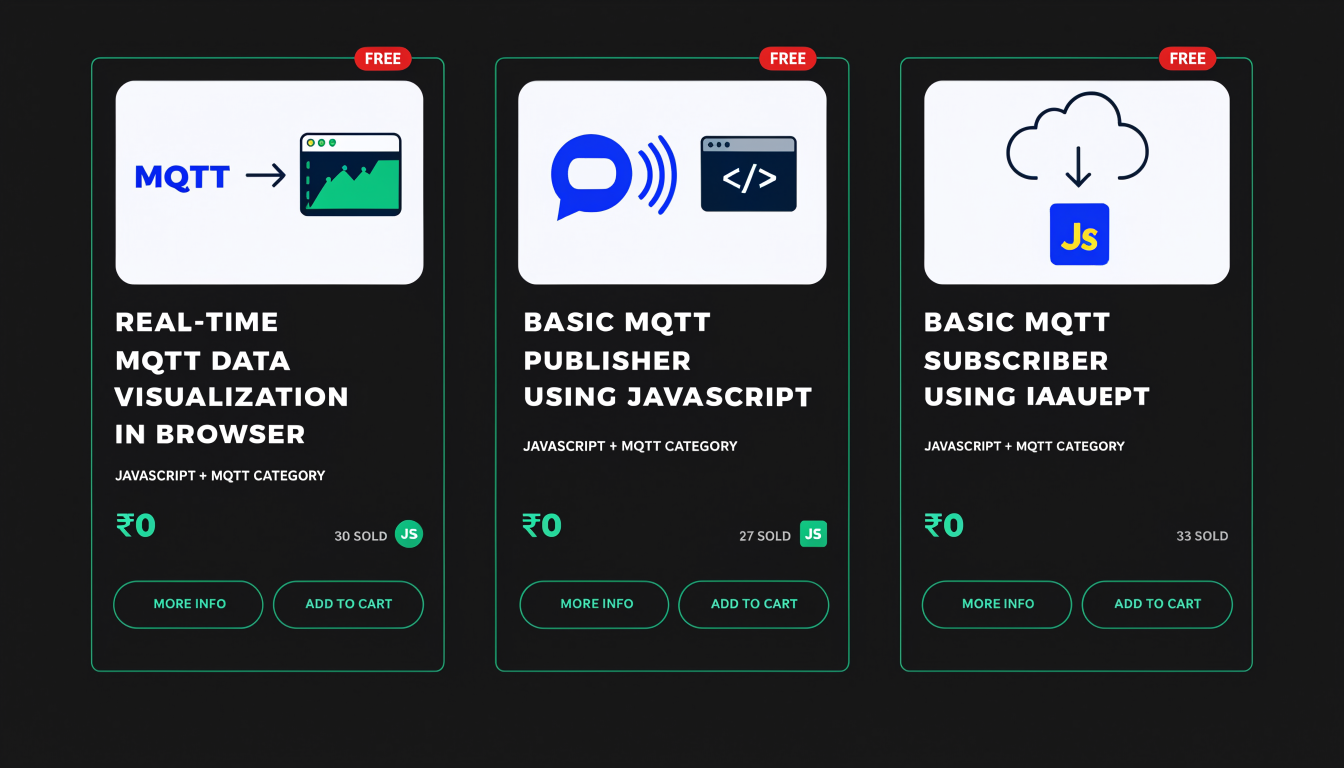 FREE
MQTT
REAL-TIME
MQTT DATA
VISUALIZATION
IN BROWSER
JAVASCRIPT + MQTT CATEGORY
₹0
30 SOLD
JS
MORE INFO
ADD TO CART
FREE
</>
BASIC MQTT
PUBLISHER
USING JAVASCRIPT
JAVASCRIPT + MQTT CATEGORY
₹0
27 SOLD
JS
MORE INFO
ADD TO CART
FREE
Js
BASIC MQTT
SUBSCRIBER
USING IAAUEPT
JAVASCRIPT + MQTT CATEGORY
₹0
33 SOLD
MORE INFO
ADD TO CART